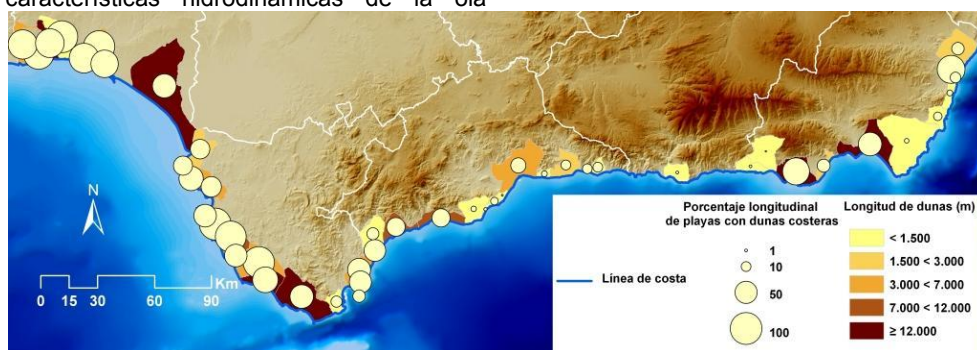 características hidrodinámicas de la ola
N
Km
0 15 30 60 90
Línea de costa
Porcentaje longitudinal
de playas con dunas costeras
1
10
50
100
Longitud de dunas (m)
< 1.500
1.500 < 3.000
3.000 < 7.000
7.000 < 12.000
≥ 12.000